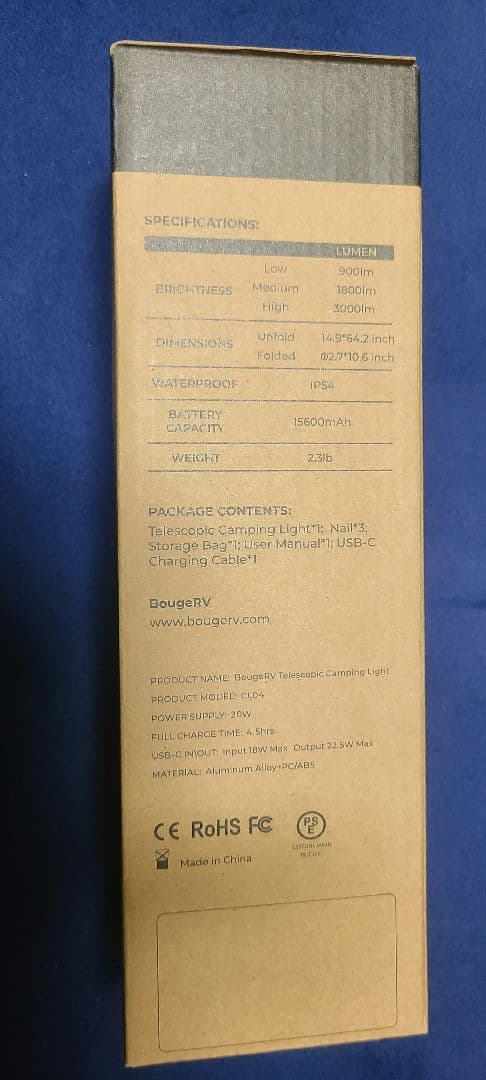 SPECIFICATIONS:
LUMEN
BRIGHTNESS
Low 900lm
Medium 1800lm
High 3000lm
DIMENSIONS
Unfold 14.9*64.2 inch
Folded Φ2.7*10.6 inch
WATERPROOF IP54
BATTERY
CAPACITY 15600mAh
WEIGHT 2.3lb
PACKAGE CONTENTS:
Telescopic Camping Light*1; Nail*3;
Storage Bag*1; User Manual*1; USB-C
Charging Cable*1
BougeRV
www.bougerv.com
PRODUCT NAME: BougeRV Telescopic Camping Light
PRODUCT MODEL: CL04
POWER SUPPLY: 20W
FULL CHARGE TIME: 4.5hrs
USB-C IN\OUT: Input 18W Max Output 22.5W Max
MATERIAL: Aluminum Alloy+PC/ABS
CE RoHS FC PSE
Made in China